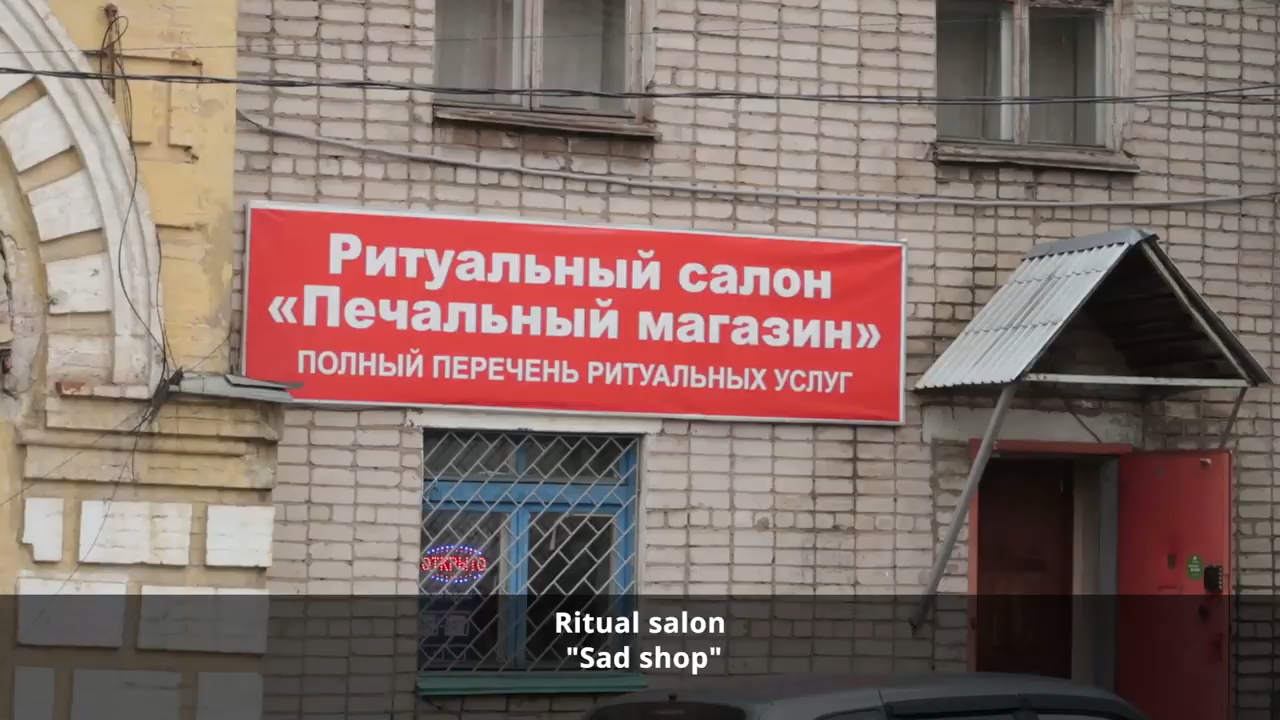 Ритуальный салон
«Печальный магазин»
ПОЛНЫЙ ПЕРЕЧЕНЬ РИТУАЛЬНЫХ УСЛУГ
ОТКРЫТО
Ritual salon
"Sad shop"